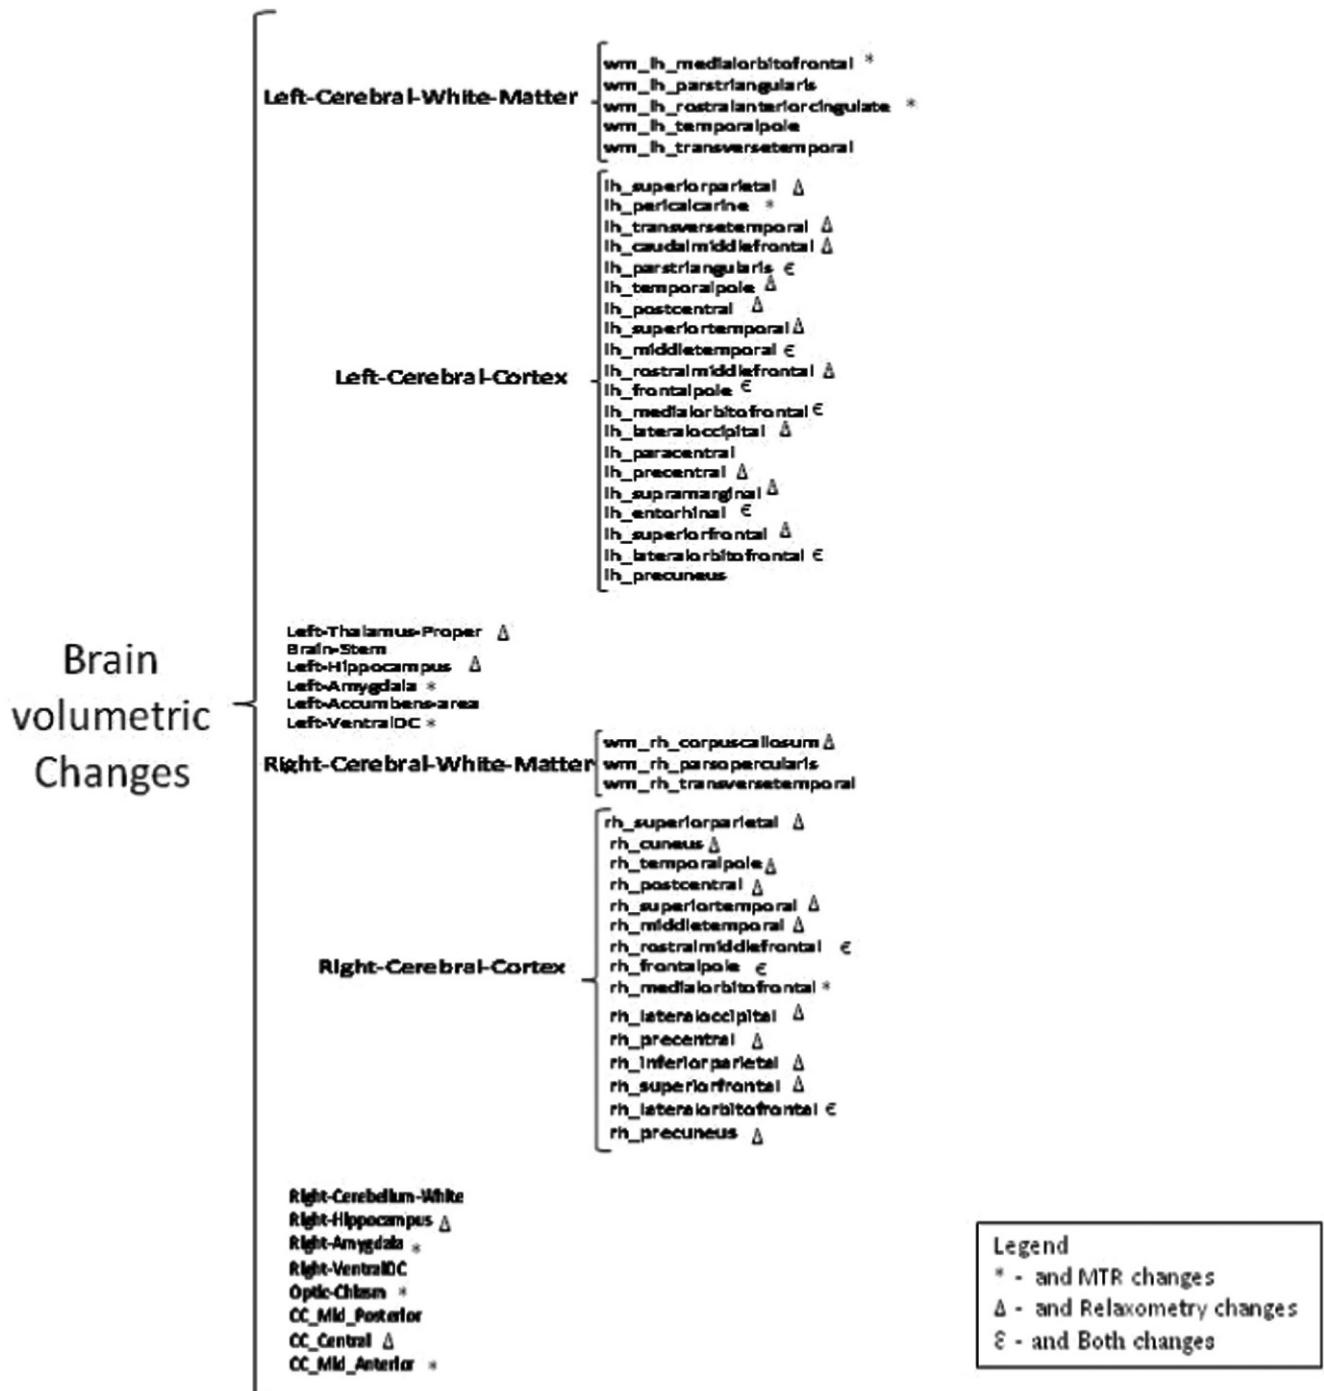 Brain
volumetric
Changes
Left-Cerebral-White-Matter
wm_lh_medialorbitofrontal *
wm_lh_parstriangularis
wm_lh_rostralanteriorcingulate *
wm_lh_temporalpole
wm_lh_transversetemporal
Left-Cerebral-Cortex
lh_superiorparietal Δ
lh_pericalcarine *
lh_transversetemporal Δ
lh_caudalmiddlefrontal Δ
lh_parstriangularis €
lh_temporalpole Δ
lh_postcentral Δ
lh_superiortemporal Δ
lh_middletemporal €
lh_rostralmiddlefrontal Δ
lh_frontalpole €
lh_medialorbitofrontal €
lh_lateraloccipital Δ
lh_paracentral
lh_precentral Δ
lh_supramarginal Δ
lh_entorhinal €
lh_superiorfrontal Δ
lh_lateralorbitofrontal €
lh_precuneus
Left-Thalamus-Proper Δ
Brain-Stem
Left-Hippocampus Δ
Left-Amygdala *
Left-Accumbens-area
Left-VentralDC *
Right-Cerebral-White-Matter
wm_rh_corpuscallosum Δ
wm_rh_parsopercularis
wm_rh_transversetemporal
Right-Cerebral-Cortex
rh_superiorparietal Δ
rh_cuneus Δ
rh_temporalpole Δ
rh_postcentral Δ
rh_superiortemporal Δ
rh_middletemporal Δ
rh_rostralmiddlefrontal €
rh_frontalpole €
rh_medialorbitofrontal *
rh_lateraloccipital Δ
rh_precentral Δ
rh_inferiorparietal Δ
rh_superiorfrontal Δ
rh_lateralorbitofrontal €
rh_precuneus Δ
Right-Cerebellum-White
Right-Hippocampus Δ
Right-Amygdala *
Right-VentralDC
Optic-Chiasm *
CC_Mid_Posterior
CC_Central Δ
CC_Mid_Anterior *
Legend
* - and MTR changes
Δ - and Relaxometry changes
€ - and Both changes